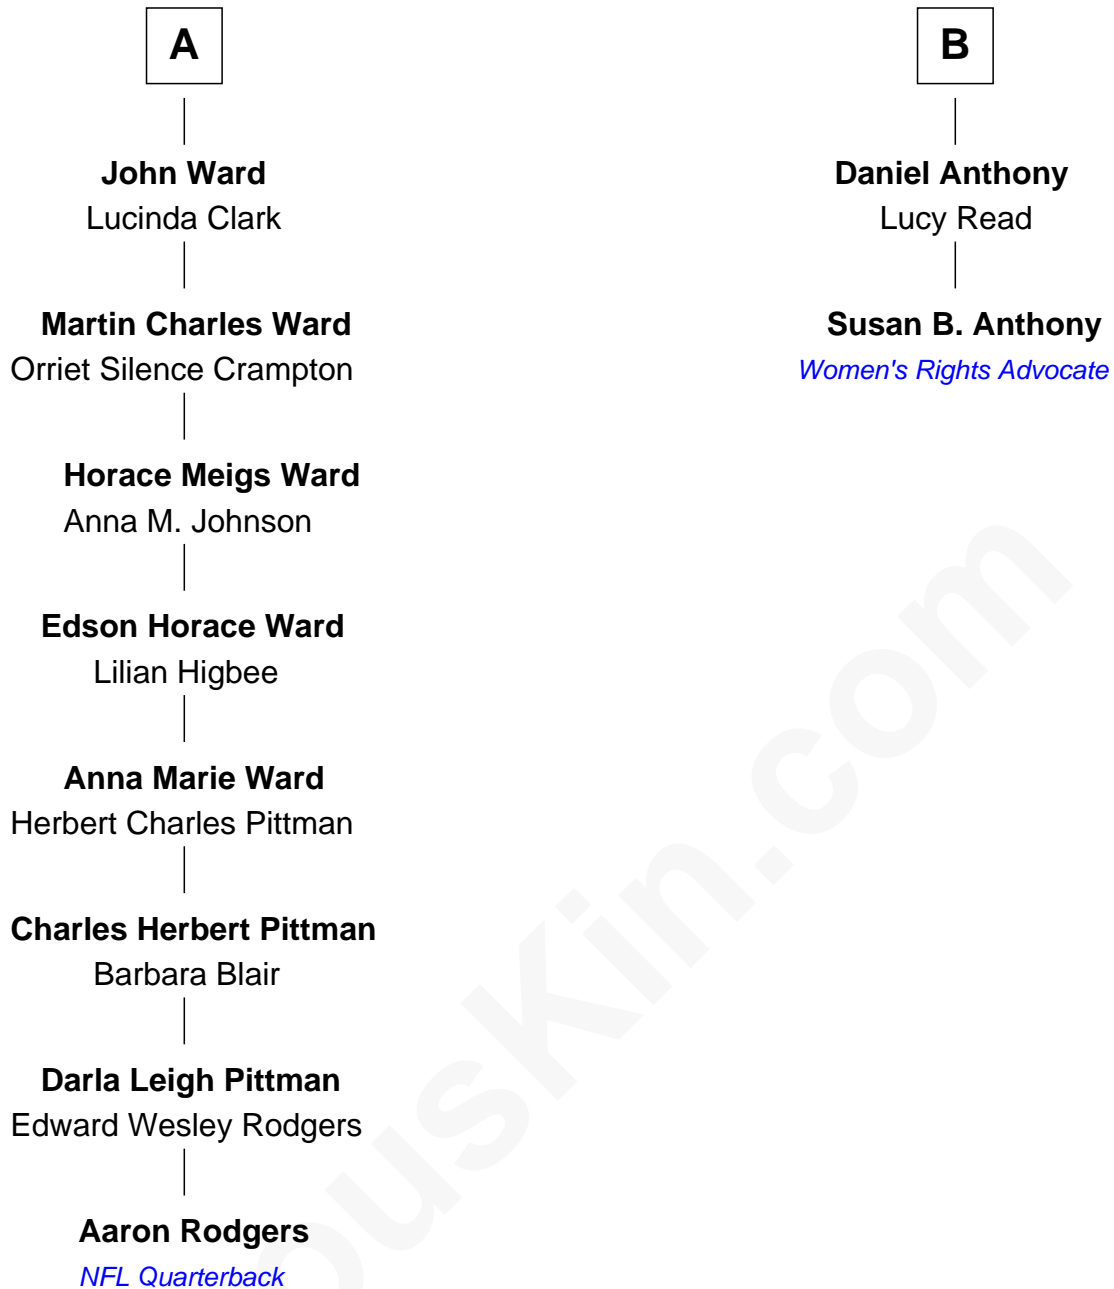 A
John Ward
Lucinda Clark
Martin Charles Ward
Orriet Silence Crampton
Horace Meigs Ward
Anna M. Johnson
Edson Horace Ward
Lilian Higbee
Anna Marie Ward
Herbert Charles Pittman
Charles Herbert Pittman
Barbara Blair
Darla Leigh Pittman
Edward Wesley Rodgers
Aaron Rodgers
NFL Quarterback
B
Daniel Anthony
Lucy Read
Susan B. Anthony
Women's Rights Advocate
ousKin.com